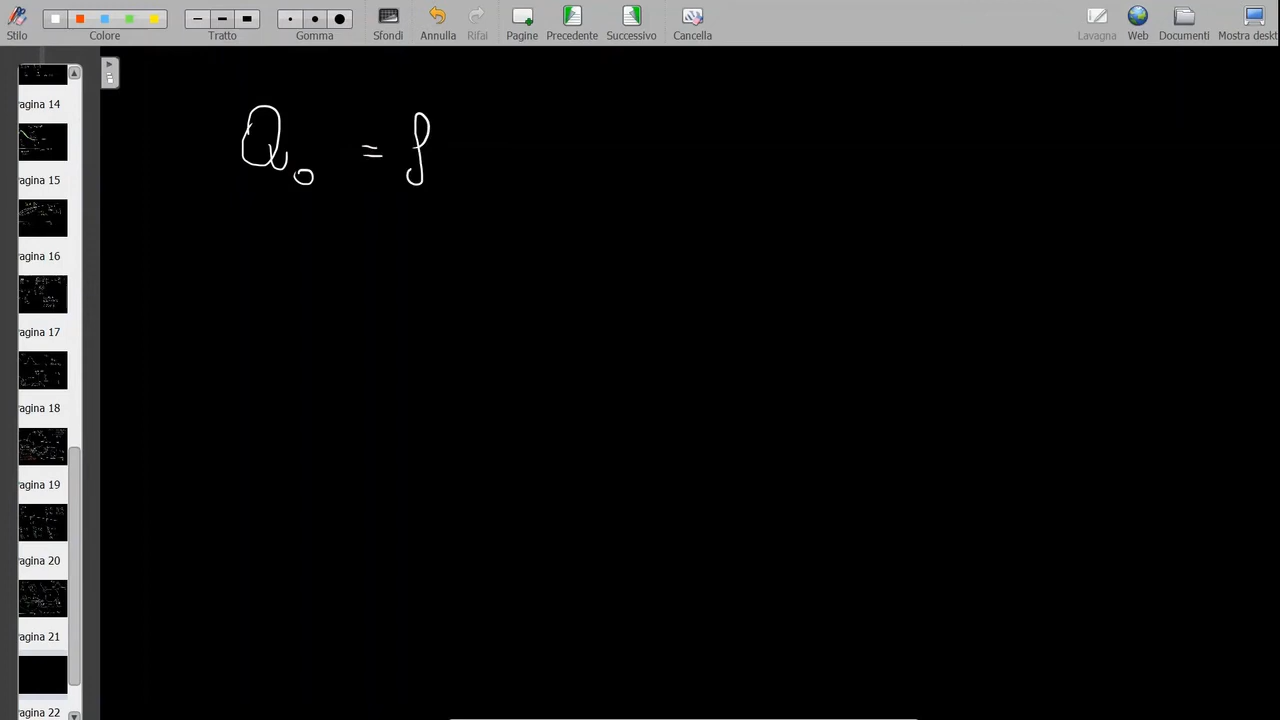 Stilo Colore Tratto Gomma Sfondi Annulla Rifai Pagine Precedente Successivo Cancella Lavagna Web Documenti Mostra deskt
agina 14
agina 15
agina 16
agina 17
agina 18
agina 19
agina 20
agina 21
agina 22
Q₀ = f